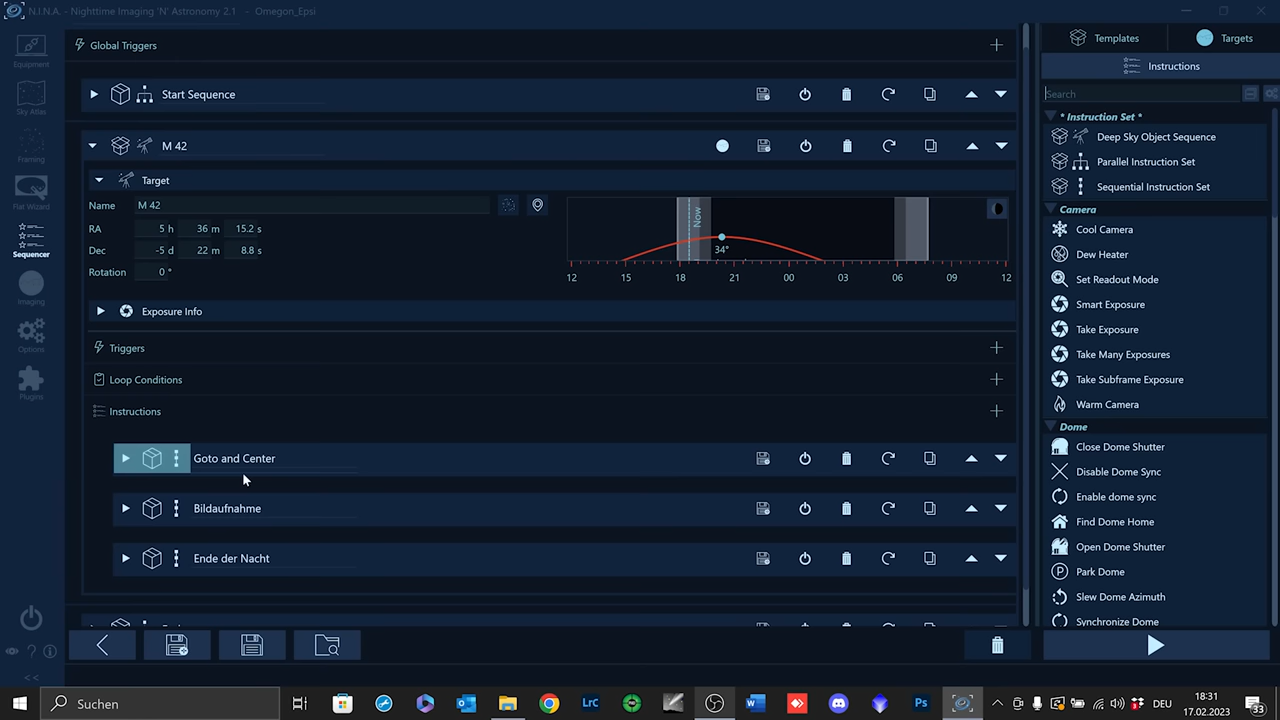 N.I.N.A. - Nighttime Imaging 'N' Astronomy 2.1 - Omegon_Epsi
Equipment
Sky Atlas
Framing
Flat Wizard
Sequencer
Imaging
Options
Plugins
<<
Global Triggers
Start Sequence
M 42
Target
Name M 42
RA 5 h 36 m 15.2 s
Dec -5 d 22 m 8.8 s
Rotation 0 °
Now
34°
12 15 18 21 00 03 06 09 12
Exposure Info
Triggers
Loop Conditions
Instructions
Goto and Center
Bildaufnahme
Ende der Nacht
Templates
Targets
Instructions
Search
* Instruction Set *
Deep Sky Object Sequence
Parallel Instruction Set
Sequential Instruction Set
Camera
Cool Camera
Dew Heater
Set Readout Mode
Smart Exposure
Take Exposure
Take Many Exposures
Take Subframe Exposure
Warm Camera
Dome
Close Dome Shutter
Disable Dome Sync
Enable dome sync
Find Dome Home
Open Dome Shutter
Park Dome
Slew Dome Azimuth
Synchronize Dome
Suchen
LrC
Ps
DEU
18:31
17.02.2023
33